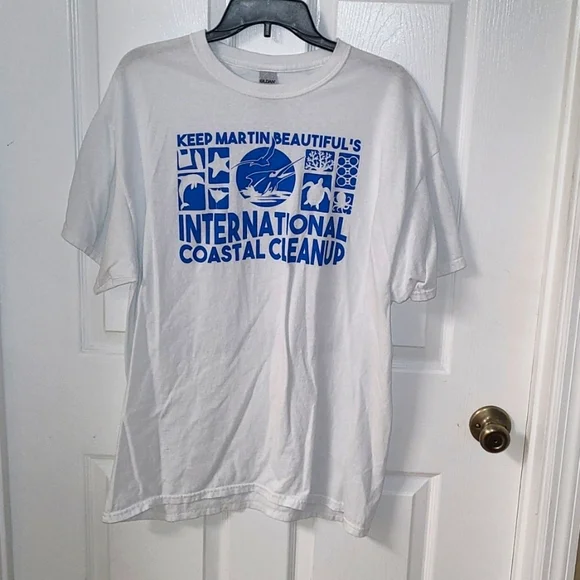 KEEP MARTIN BEAUTIFUL'S
INTERNATIONAL
COASTAL CLEANUP